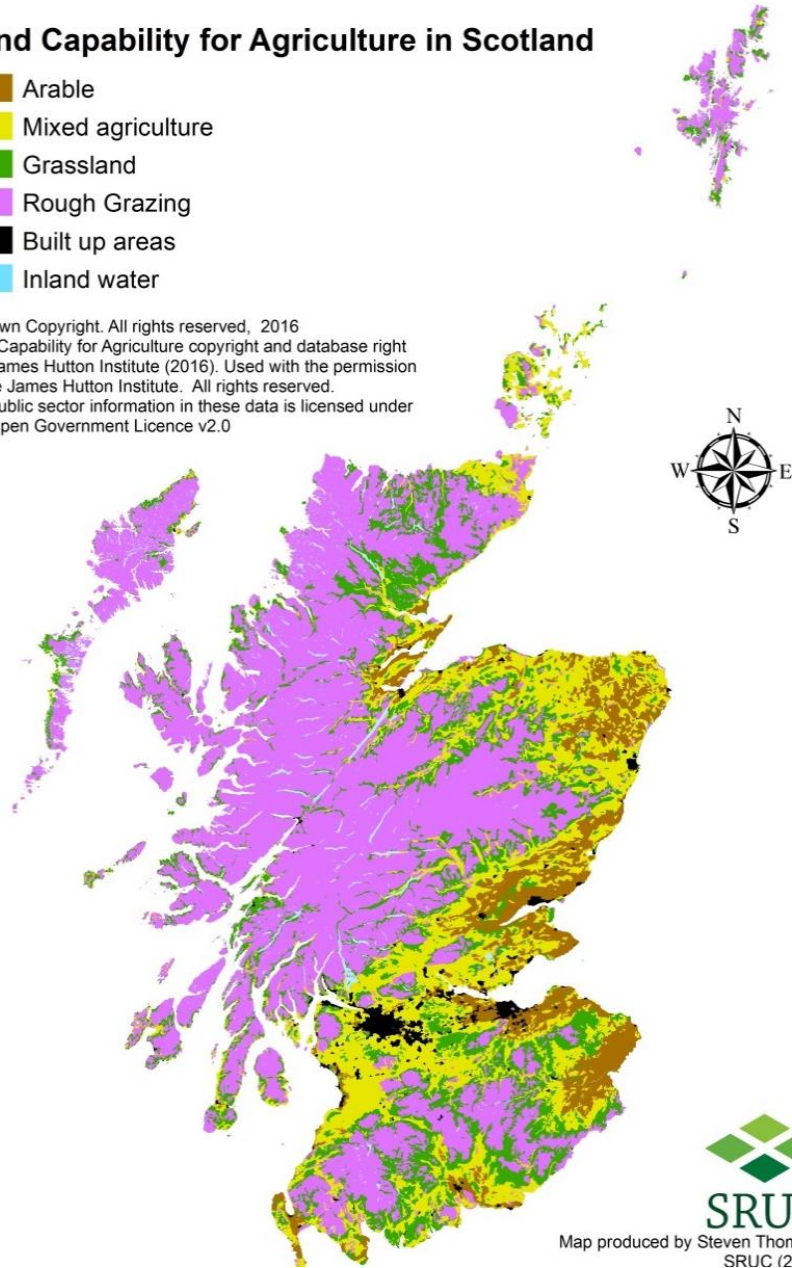 nd Capability for Agriculture in Scotland
Arable
Mixed agriculture
Grassland
Rough Grazing
Built up areas
Inland water
wn Copyright. All rights reserved, 2016
Capability for Agriculture copyright and database right
ames Hutton Institute (2016). Used with the permission
e James Hutton Institute. All rights reserved.
ublic sector information in these data is licensed under
pen Government Licence v2.0
N
W E
S
SRU
Map produced by Steven Thom
SRUC (2